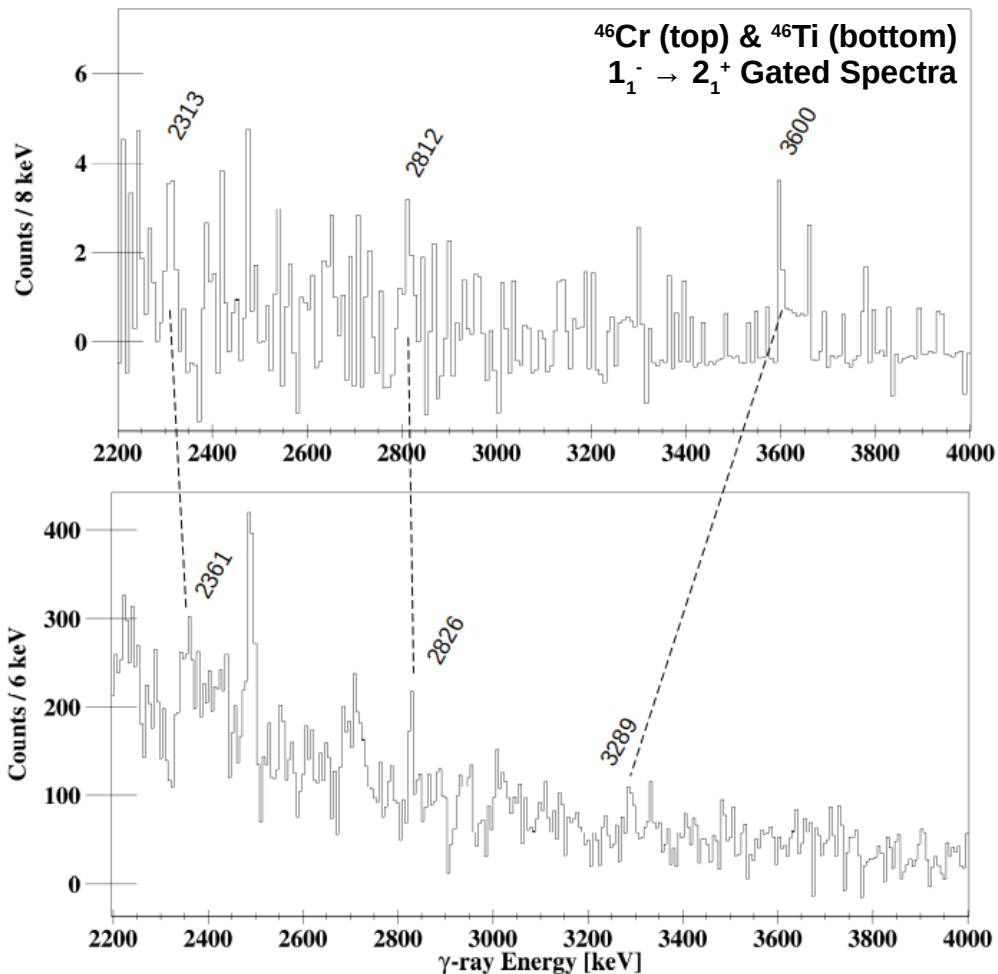 ⁴⁶Cr (top) & ⁴⁶Ti (bottom)
1₁⁻ → 2₁⁺ Gated Spectra
Counts / 8 keV
6
4
2
0
2313
2812
3600
2200 2400 2600 2800 3000 3200 3400 3600 3800 4000
Counts / 6 keV
400
300
200
100
0
2361
2826
3289
2200 2400 2600 2800 3000 3200 3400 3600 3800 4000
γ-ray Energy [keV]